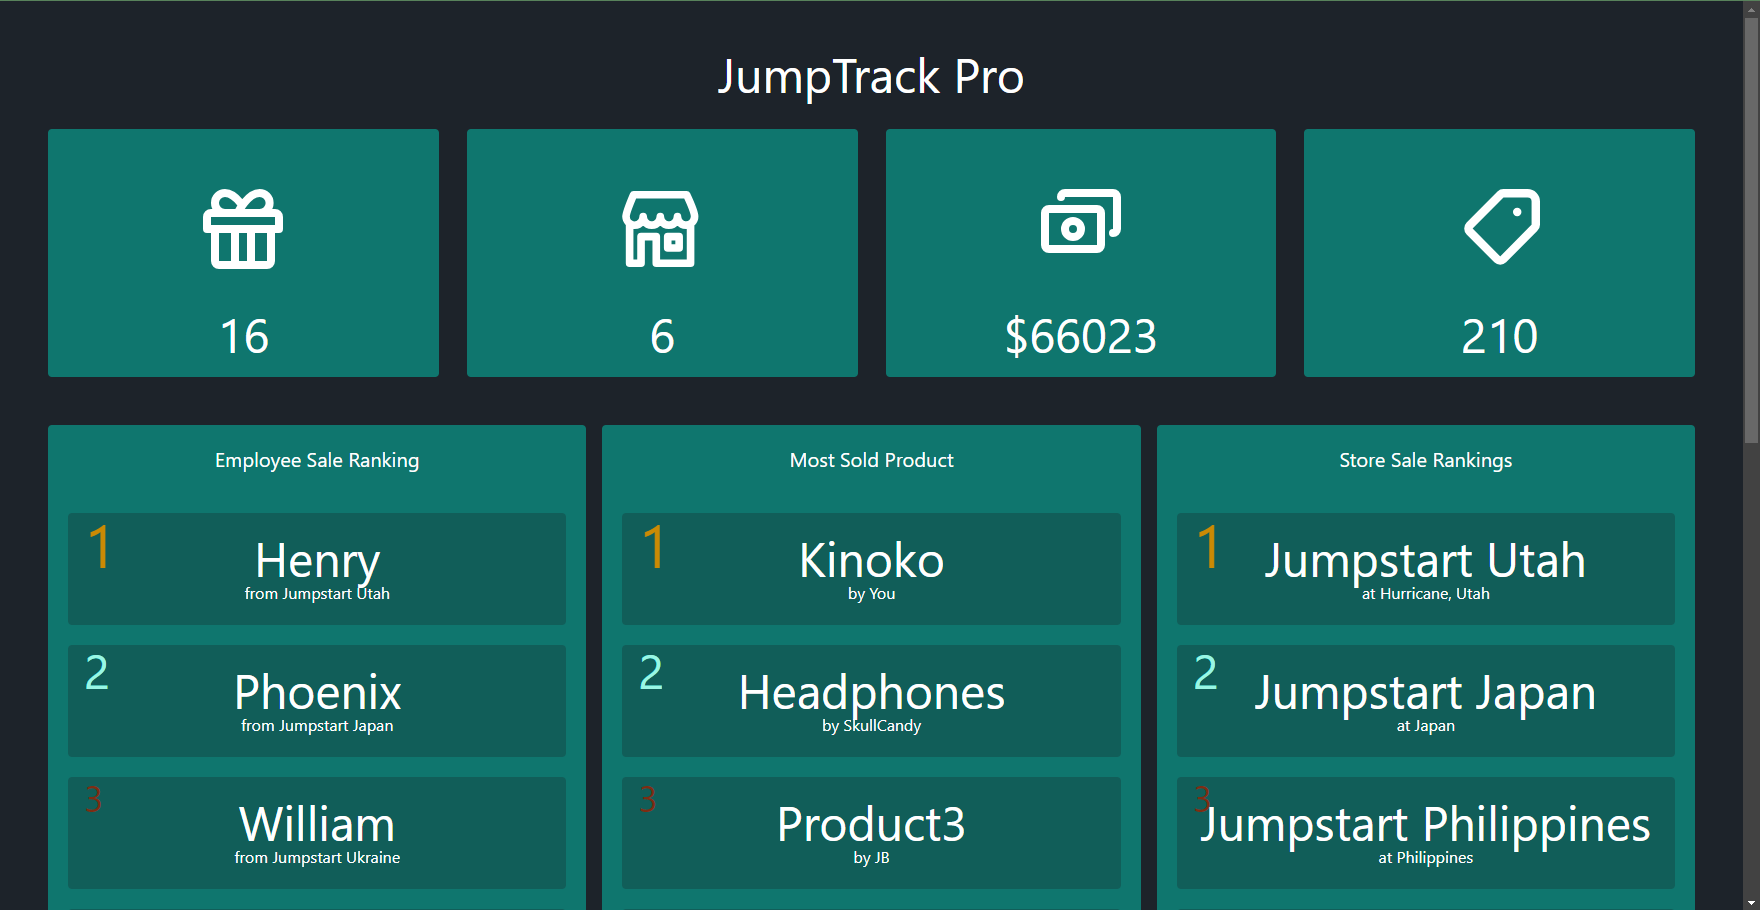 JumpTrack Pro
16
6
$66023
210
Employee Sale Ranking
1
Henry
from Jumpstart Utah
2
Phoenix
from Jumpstart Japan
3
William
from Jumpstart Ukraine
Most Sold Product
1
Kinoko
by You
2
Headphones
by SkullCandy
3
Product3
by JB
Store Sale Rankings
1
Jumpstart Utah
at Hurricane, Utah
2
Jumpstart Japan
at Japan
3
Jumpstart Philippines
at Philippines